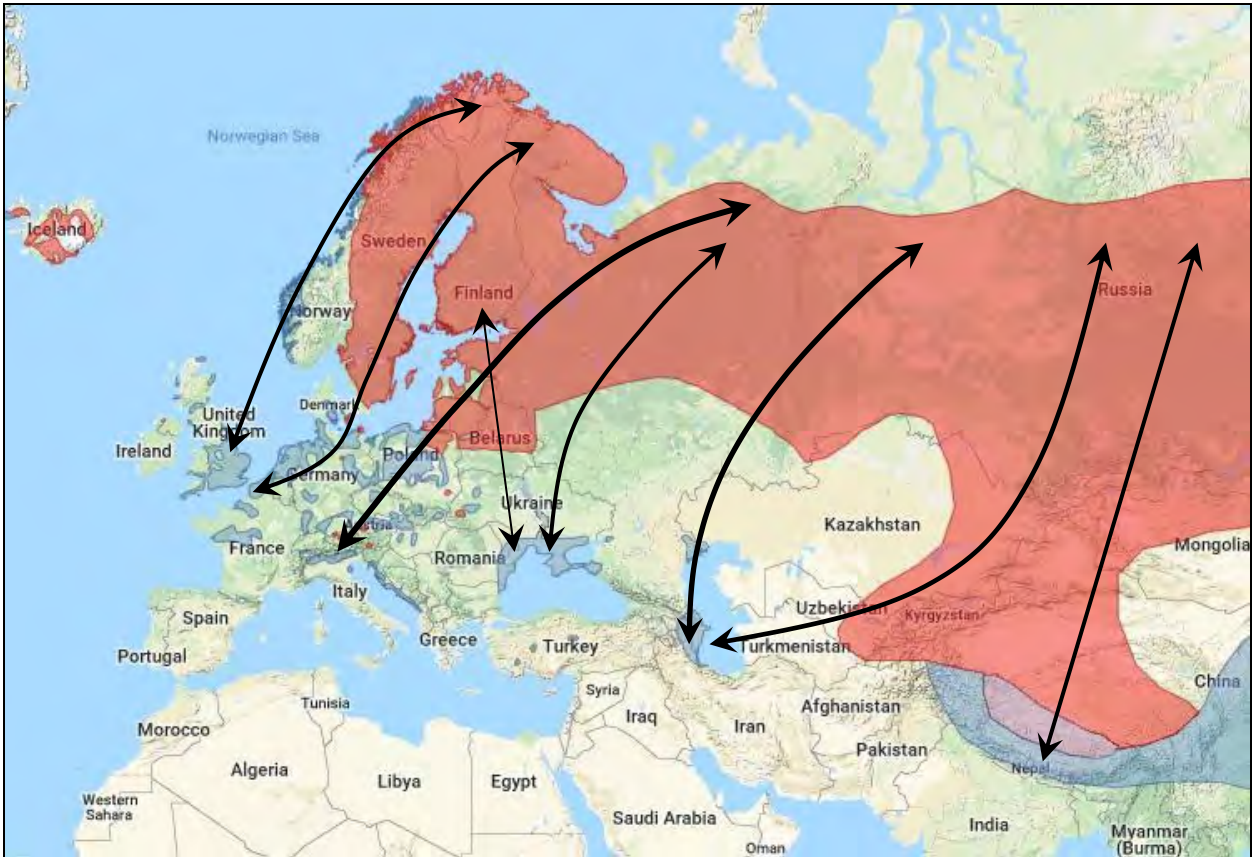 Norwegian Sea
Iceland
Sweden
Finland
Norway
Russia
United
Kingdom
Denmark
Ireland
Belarus
Poland
Germany
Ukraine
Austria
Kazakhstan
France
Romania
Mongolia
Italy
Uzbekistan
Kyrgyzstan
Spain
Greece
Turkey
Turkmenistan
Portugal
China
Syria
Tunisia
Afghanistan
Morocco
Iraq
Iran
Pakistan
Algeria
Libya
Egypt
Nepal
Western
Sahara
Saudi Arabia
India
Myanmar
(Burma)
Oman